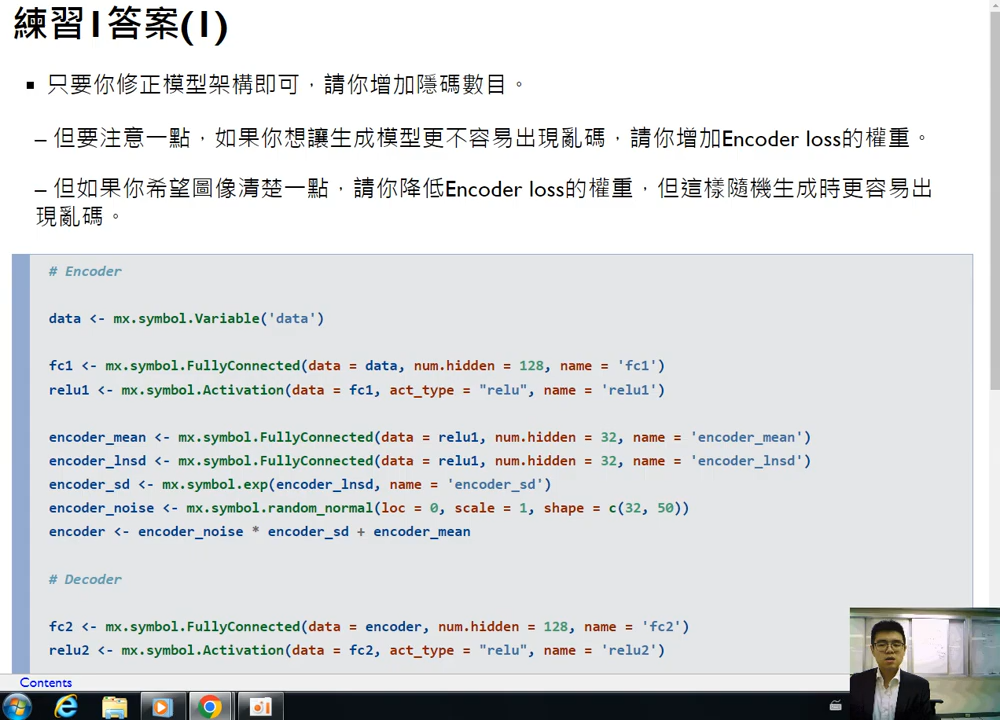 練習1答案(1)
▪ 只要你修正模型架構即可，請你增加隱碼數目。
– 但要注意一點，如果你想讓生成模型更不容易出現亂碼，請你增加Encoder loss的權重。
– 但如果你希望圖像清楚一點，請你降低Encoder loss的權重，但這樣隨機生成時更容易出
現亂碼。
# Encoder
data <- mx.symbol.Variable('data')
fc1 <- mx.symbol.FullyConnected(data = data, num.hidden = 128, name = 'fc1')
relu1 <- mx.symbol.Activation(data = fc1, act_type = "relu", name = 'relu1')
encoder_mean <- mx.symbol.FullyConnected(data = relu1, num.hidden = 32, name = 'encoder_mean')
encoder_lnsd <- mx.symbol.FullyConnected(data = relu1, num.hidden = 32, name = 'encoder_lnsd')
encoder_sd <- mx.symbol.exp(encoder_lnsd, name = 'encoder_sd')
encoder_noise <- mx.symbol.random_normal(loc = 0, scale = 1, shape = c(32, 50))
encoder <- encoder_noise * encoder_sd + encoder_mean
# Decoder
fc2 <- mx.symbol.FullyConnected(data = encoder, num.hidden = 128, name = 'fc2')
relu2 <- mx.symbol.Activation(data = fc2, act_type = "relu", name = 'relu2')
Contents